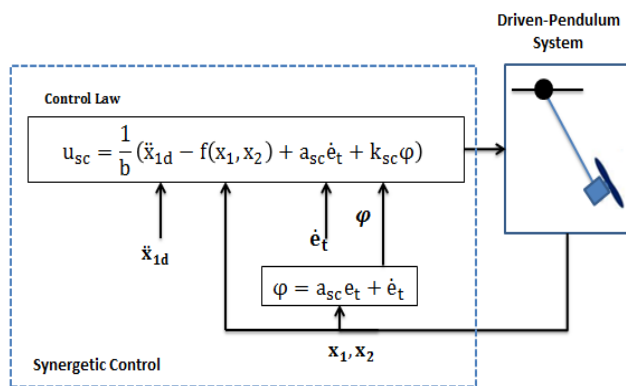 Driven-Pendulum
System
Control Law
u_sc = 1/b (ẍ_1d − f(x_1, x_2) + a_sc ė_t + k_sc φ)
φ
ė_t
ẍ_1d
φ = a_sc e_t + ė_t
x_1, x_2
Synergetic Control